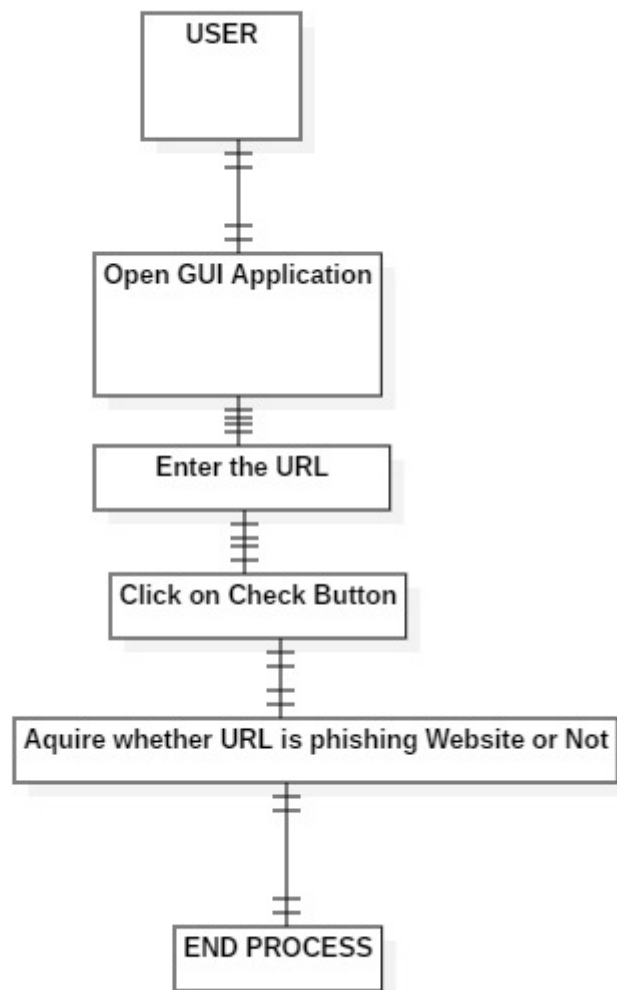 USER
Open GUI Application
Enter the URL
Click on Check Button
Aquire whether URL is phishing Website or Not
END PROCESS